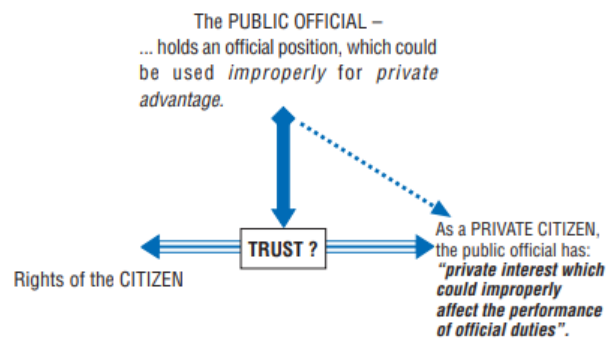 The PUBLIC OFFICIAL –
... holds an official position, which could
be used improperly for private
advantage.
TRUST ?
Rights of the CITIZEN
As a PRIVATE CITIZEN,
the public official has:
"private interest which
could improperly
affect the performance
of official duties".